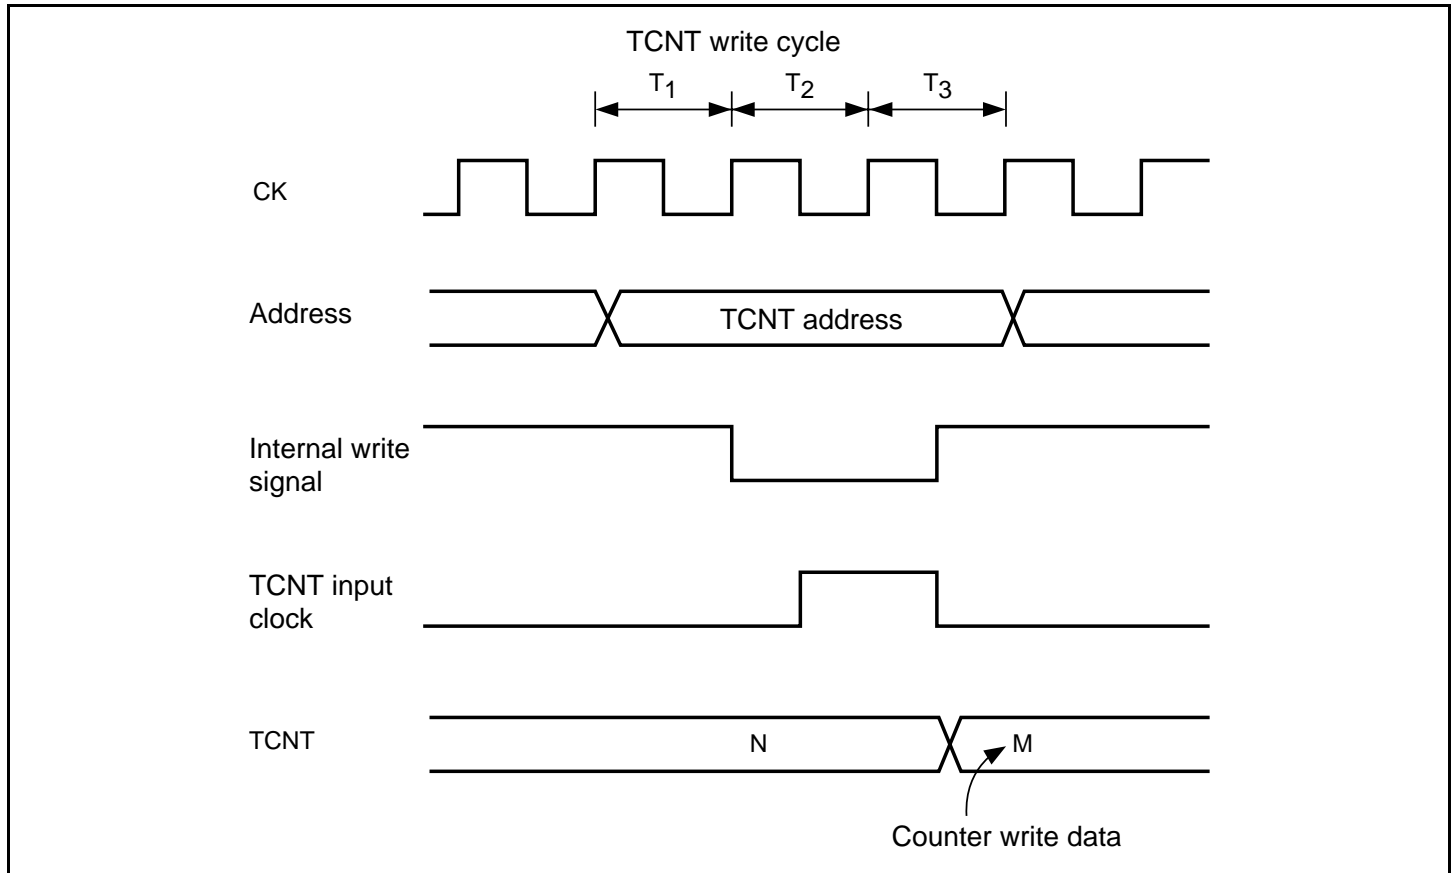 TCNT write cycle
T1 T2 T3
CK
Address
TCNT address
Internal write
signal
TCNT input
clock
TCNT
N
M
Counter write data